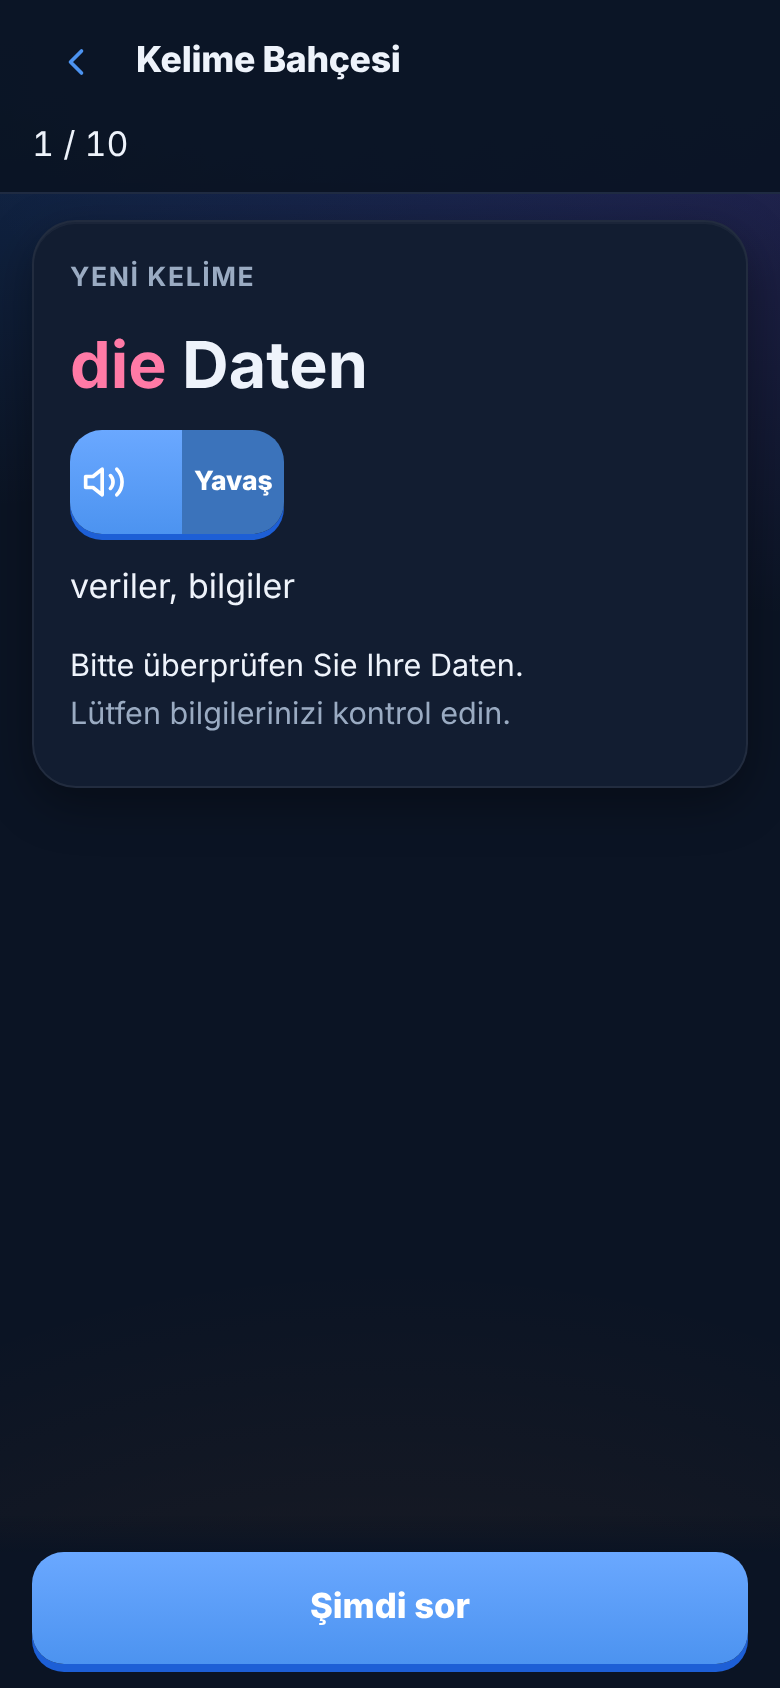 Kelime Bahçesi
1 / 10
YENİ KELİME
die Daten
Yavaş
veriler, bilgiler
Bitte überprüfen Sie Ihre Daten.
Lütfen bilgilerinizi kontrol edin.
Şimdi sor